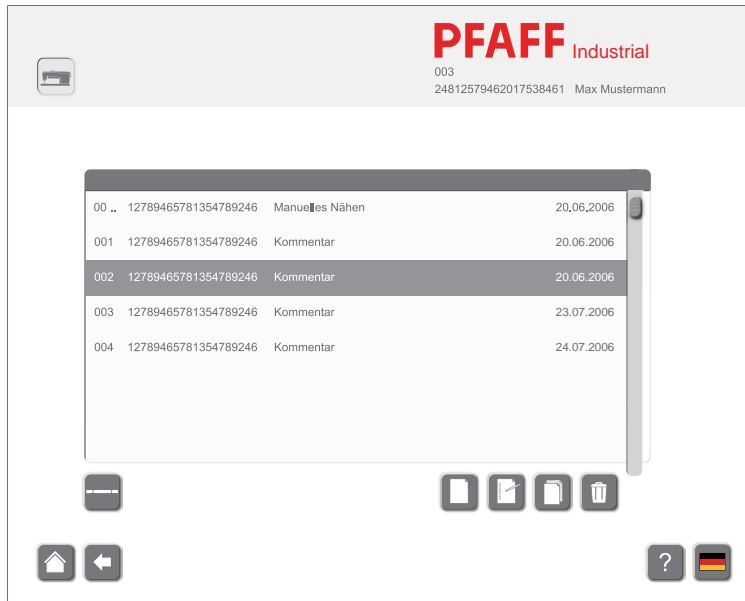 PFAFF Industrial
003
24812579462017538461 Max Mustermann
00 .. 12789465781354789246 Manuelles Nähen 20.06.2006
001 12789465781354789246 Kommentar 20.06.2006
002 12789465781354789246 Kommentar 20.06.2006
003 12789465781354789246 Kommentar 23.07.2006
004 12789465781354789246 Kommentar 24.07.2006
?